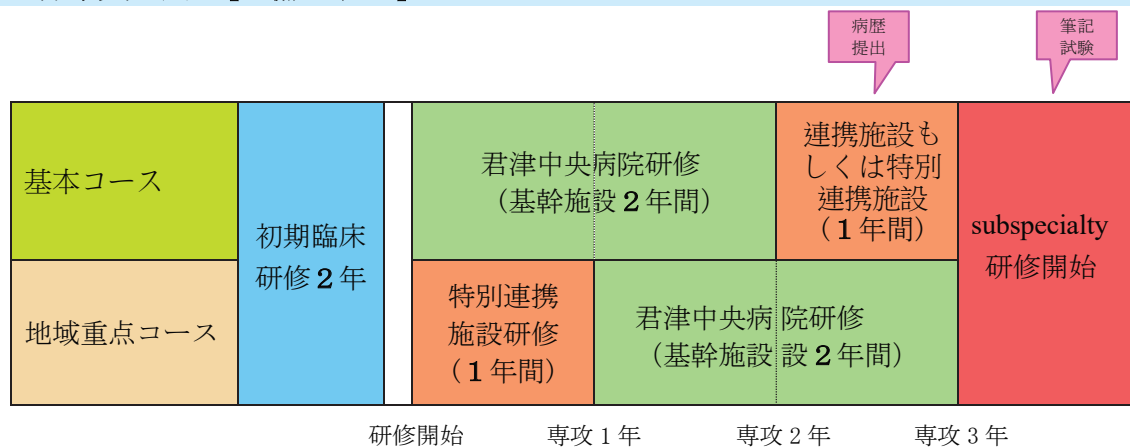 病歴
提出
筆記
試験
基本コース
初期臨床
研修２年
君津中央病院研修
（基幹施設２年間）
連携施設も
しくは特別
連携施設
（１年間）
subspecialty
研修開始
地域重点コース
特別連携
施設研修
（１年間）
君津中央病院研修
（基幹施設設２年間）
研修開始
専攻１年
専攻２年
専攻３年